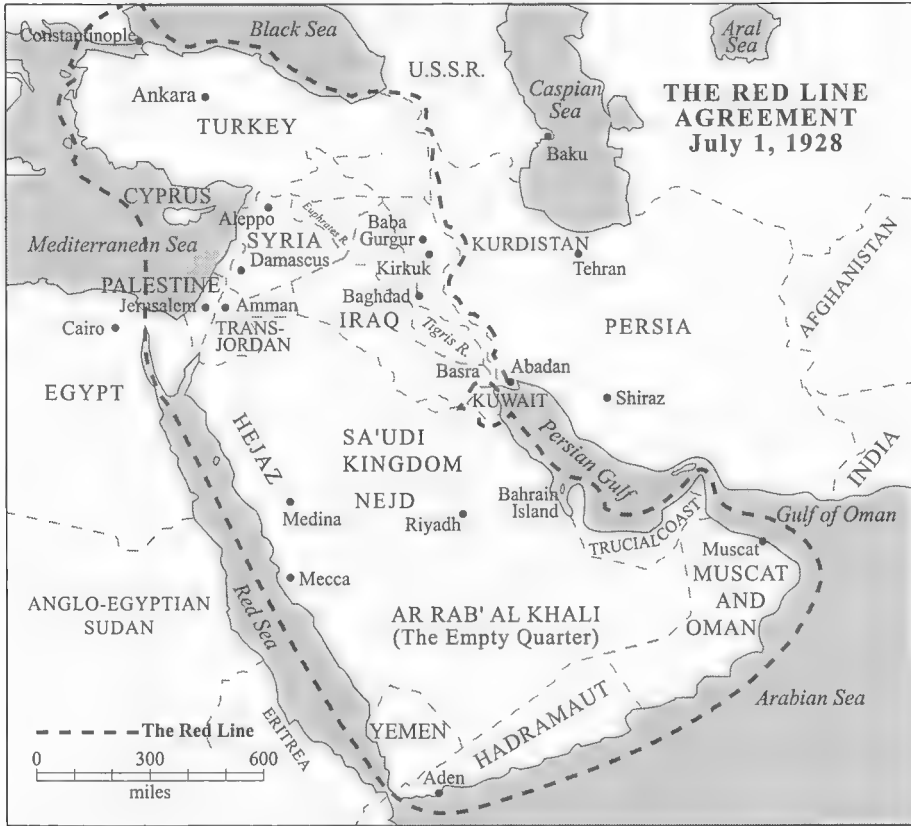 Constantinople
Black Sea
U.S.S.R.
Aral
Sea
Caspian
Sea
THE RED LINE
AGREEMENT
July 1, 1928
Ankara
TURKEY
Baku
CYPRUS
Aleppo
Euphrates R.
Baba
Gurgur
KURDISTAN
Mediterranean Sea
SYRIA
Damascus
Kirkuk
Tehran
AFGHANISTAN
PALESTINE
Jerusalem
Amman
Baghdad
Cairo
TRANS-
JORDAN
IRAQ
Tigris R.
PERSIA
EGYPT
Basra
Abadan
KUWAIT
Shiraz
HEJAZ
SA'UDI
KINGDOM
Persian Gulf
INDIA
NEJD
Medina
Riyadh
Bahrain
Island
Gulf of Oman
TRUCIAL COAST
Muscat
Mecca
MUSCAT
AND
OMAN
ANGLO-EGYPTIAN
SUDAN
Red Sea
AR RAB' AL KHALI
(The Empty Quarter)
Arabian Sea
HADRAMAUT
YEMEN
ERITREA
Aden
The Red Line
0 300 600
miles